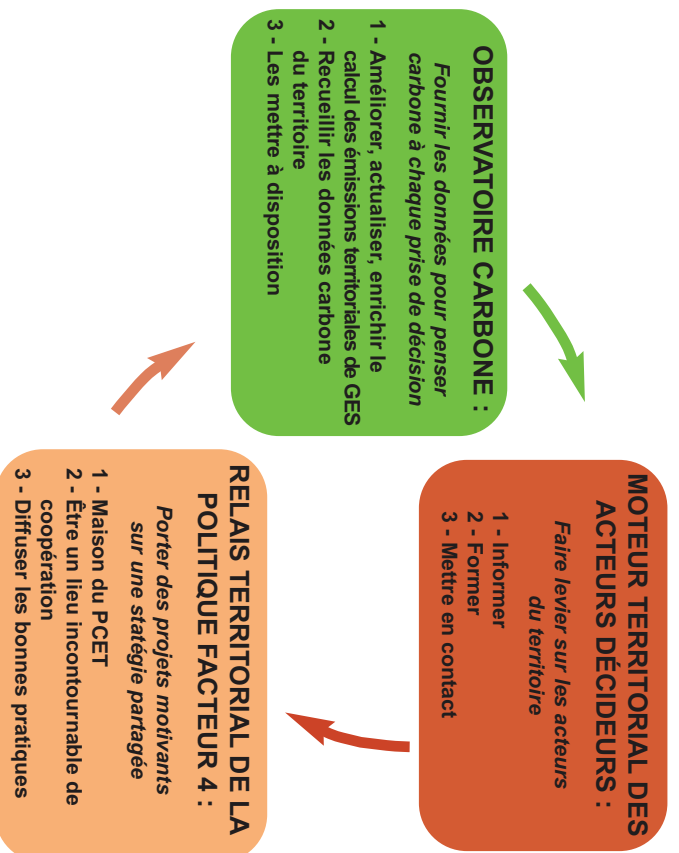 OBSERVATOIRE CARBONE :
Fournir les données pour penser
carbone à chaque prise de décision
1 - Améliorer, actualiser, enrichir le
calcul des émissions territoriales de GES
2 - Recueillir les données carbone
du territoire
3 - Les mettre à disposition
MOTEUR TERRITORIAL DES
ACTEURS DÉCIDEURS :
Faire levier sur les acteurs
du territoire
1 - Informer
2 - Former
3 - Mettre en contact
RELAIS TERRITORIAL DE LA
POLITIQUE FACTEUR 4 :
Porter des projets motivants
sur une statégie partagée
1 - Maison du PCET
2 - Être un lieu incontournable de
coopération
3 - Diffuser les bonnes pratiques